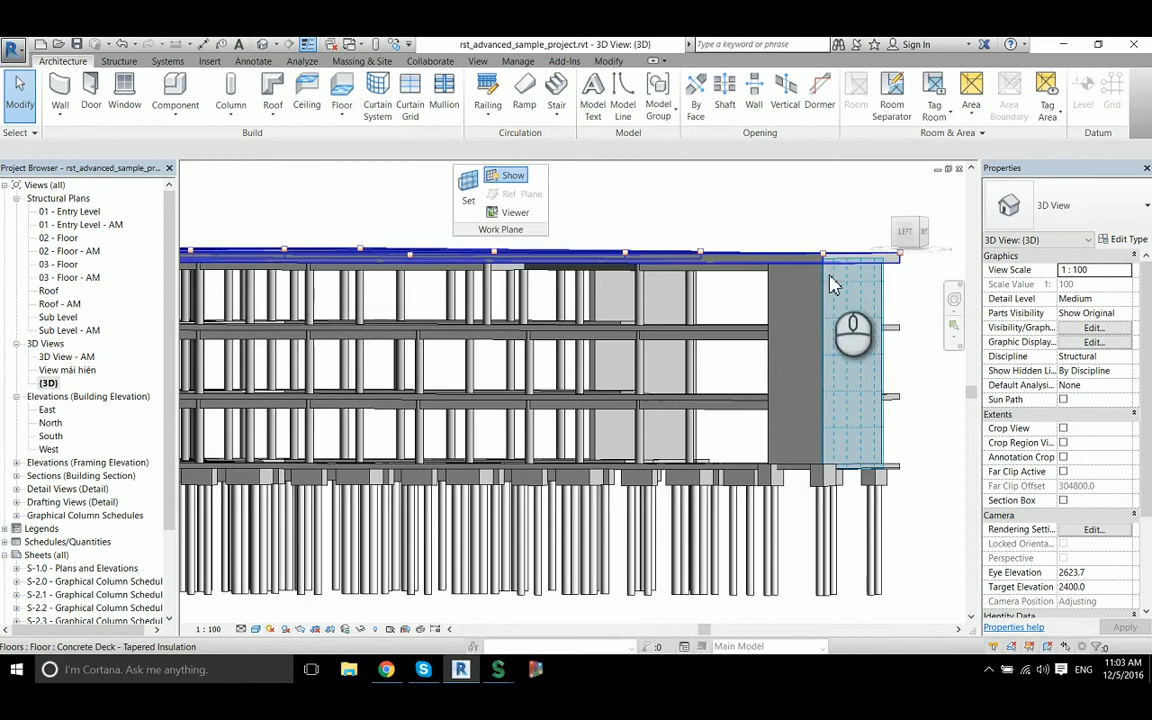 rst_advanced_sample_project.rvt - 3D View: {3D}
Type a keyword or phrase
Sign In
Architecture Structure Systems Insert Annotate Analyze Massing & Site Collaborate View Manage Add-Ins Modify
Modify Wall Door Window Component Column Roof Ceiling Floor Curtain System Curtain Grid Mullion Railing Ramp Stair Model Text Model Line Model Group By Face Shaft Wall Vertical Dormer Room Room Separator Tag Room Area Area Boundary Tag Area Level Grid
Select Build Circulation Model Opening Room & Area Datum
Project Browser - rst_advanced_sample_pr...
Views (all)
Structural Plans
01 - Entry Level
01 - Entry Level - AM
02 - Floor
02 - Floor - AM
03 - Floor
03 - Floor - AM
Roof
Roof - AM
Sub Level
Sub Level - AM
3D Views
3D View - AM
View mái hiên
{3D}
Elevations (Building Elevation)
East
North
South
West
Elevations (Framing Elevation)
Sections (Building Section)
Detail Views (Detail)
Drafting Views (Detail)
Graphical Column Schedules
Legends
Schedules/Quantities
Sheets (all)
S-1.0 - Plans and Elevations
S-2.0 - Graphical Column Schedul
S-2.1 - Graphical Column Schedul
S-2.2 - Graphical Column Schedul
S-2.3 - Graphical Column Schedul
Set
Show
Ref Plane
Viewer
Work Plane
LEFT
Properties
3D View
3D View: {3D}
Edit Type
Graphics
View Scale 1 : 100
Scale Value 1: 100
Detail Level Medium
Parts Visibility Show Original
Visibility/Graph... Edit...
Graphic Display... Edit...
Discipline Structural
Show Hidden Li... By Discipline
Default Analysi... None
Sun Path
Extents
Crop View
Crop Region Vi...
Annotation Crop
Far Clip Active
Far Clip Offset 304800.0
Section Box
Camera
Rendering Setti... Edit...
Locked Orienta...
Perspective
Eye Elevation 2623.7
Target Elevation 2400.0
Camera Position Adjusting
Identity Data
Properties help
Apply
1 : 100
Floors : Floor : Concrete Deck - Tapered Insulation
:0
Main Model
:0
I'm Cortana. Ask me anything.
ENG
11:03 AM
12/5/2016